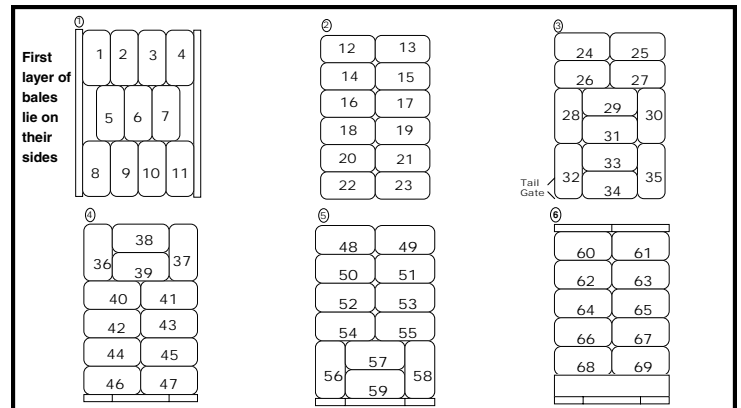 ①
First
layer of
bales
lie on
their
sides
1 2 3 4
5 6 7
8 9 10 11
②
12 13
14 15
16 17
18 19
20 21
22 23
③
24 25
26 27
28 29 30
31
32 33 35
34
Tail
Gate
④
36 38 37
39
40 41
42 43
44 45
46 47
⑤
48 49
50 51
52 53
54 55
56 57 58
59
⑥
60 61
62 63
64 65
66 67
68 69